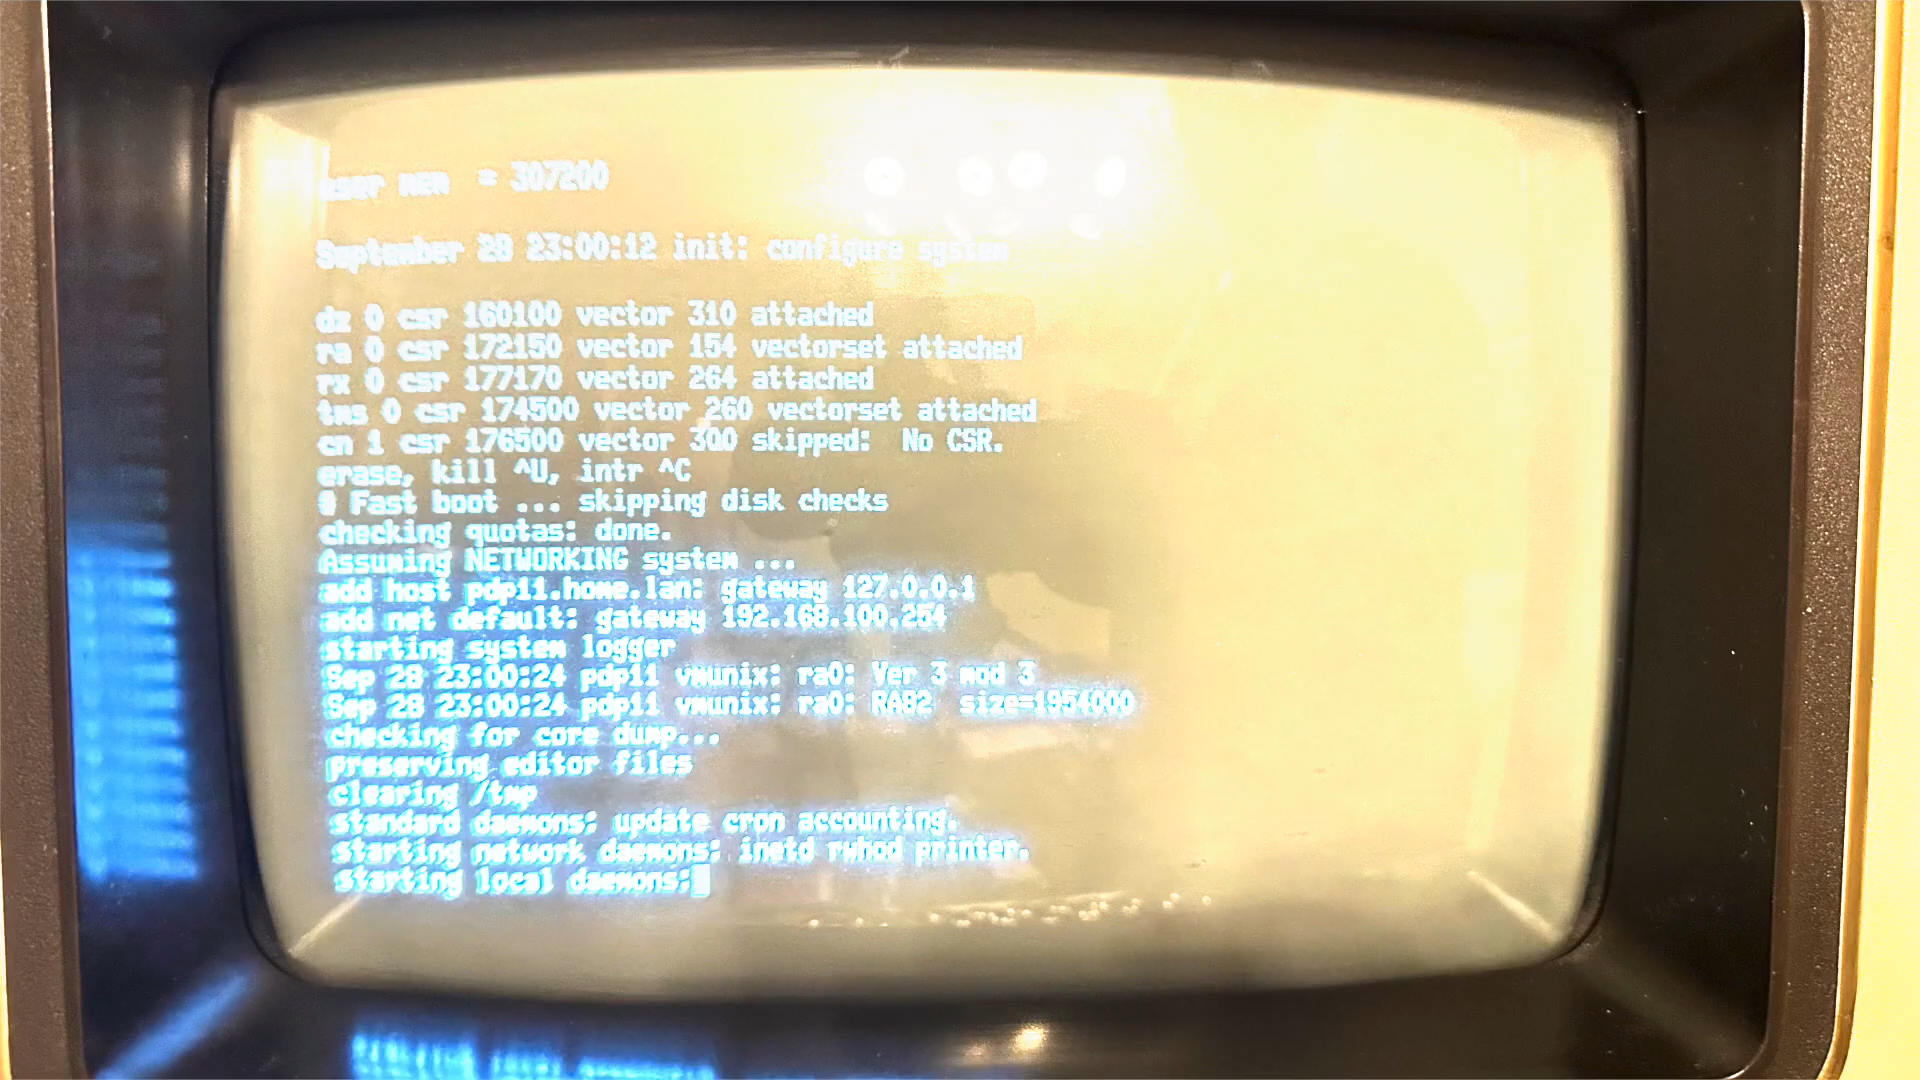 user mem  = 307200
September 28 23:00:12 init: configure system
dz 0 csr 160100 vector 310 attached
ra 0 csr 172150 vector 154 vectorset attached
rx 0 csr 177170 vector 264 attached
tms 0 csr 174500 vector 260 vectorset attached
cn 1 csr 176500 vector 300 skipped:  No CSR.
erase, kill ^U, intr ^C
# Fast boot ... skipping disk checks
checking quotas: done.
Assuming NETWORKING system ...
add host pdp11.home.lan: gateway 127.0.0.1
add net default: gateway 192.168.100.254
starting system logger
Sep 28 23:00:24 pdp11 vmunix: ra0: Ver 3 mod 3
Sep 28 23:00:24 pdp11 vmunix: ra0: RA82  size=1954000
checking for core dump...
preserving editor files
clearing /tmp
standard daemons: update cron accounting.
starting network daemons: inetd rwhod printer.
starting local daemons: